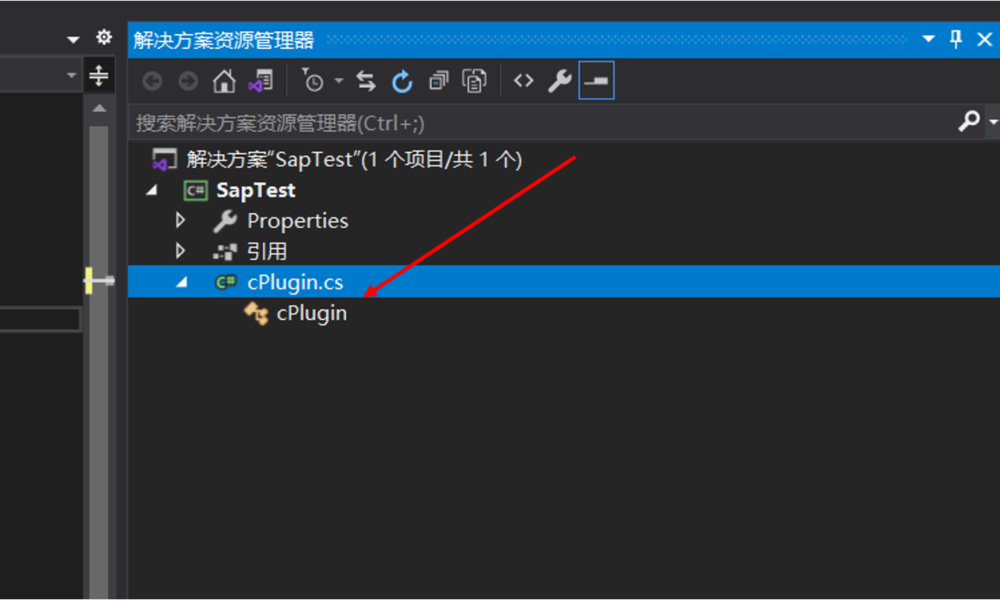 解决方案资源管理器
搜索解决方案资源管理器(Ctrl+;)
解决方案“SapTest”(1 个项目/共 1 个)
C# SapTest
Properties
引用
C# cPlugin.cs
cPlugin